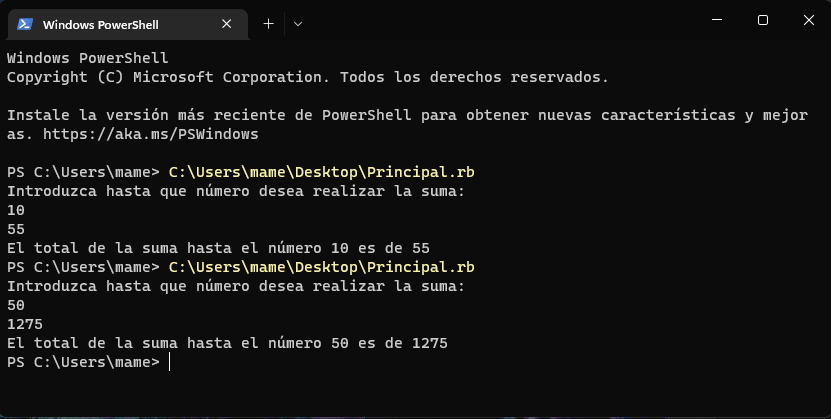 Windows PowerShell
Windows PowerShell
Copyright (C) Microsoft Corporation. Todos los derechos reservados.
Instale la versión más reciente de PowerShell para obtener nuevas características y mejor
as. https://aka.ms/PSWindows
PS C:\Users\mame> C:\Users\mame\Desktop\Principal.rb
Introduzca hasta que número desea realizar la suma:
10
55
El total de la suma hasta el número 10 es de 55
PS C:\Users\mame> C:\Users\mame\Desktop\Principal.rb
Introduzca hasta que número desea realizar la suma:
50
1275
El total de la suma hasta el número 50 es de 1275
PS C:\Users\mame>